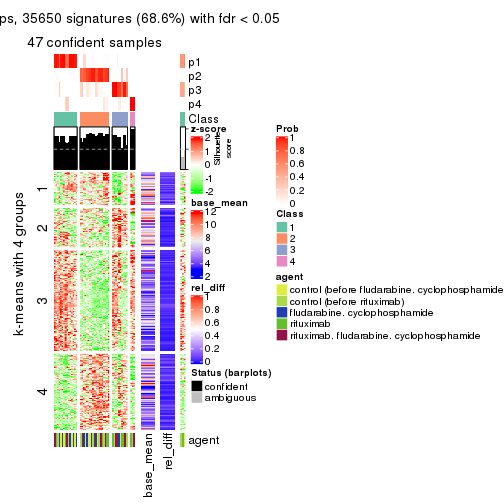 ps, 35650 signatures (68.6%) with fdr < 0.05
47 confident samples
p1
p2
p3
p4
Class
Silhouette
score
k-means with 4 groups
1
2
3
4
agent
base_mean
rel_diff
z-score
2
1
0
-1
-2
base_mean
12
10
8
6
4
2
rel_diff
1
0.8
0.6
0.4
0.2
0
Status (barplots)
confident
ambiguous
Prob
1
0.8
0.6
0.4
0.2
0
Class
1
2
3
4
agent
control (before fludarabine, cyclophosphamide
control (before rituximab)
fludarabine, cyclophosphamide
rituximab
rituximab, fludarabine, cyclophosphamide